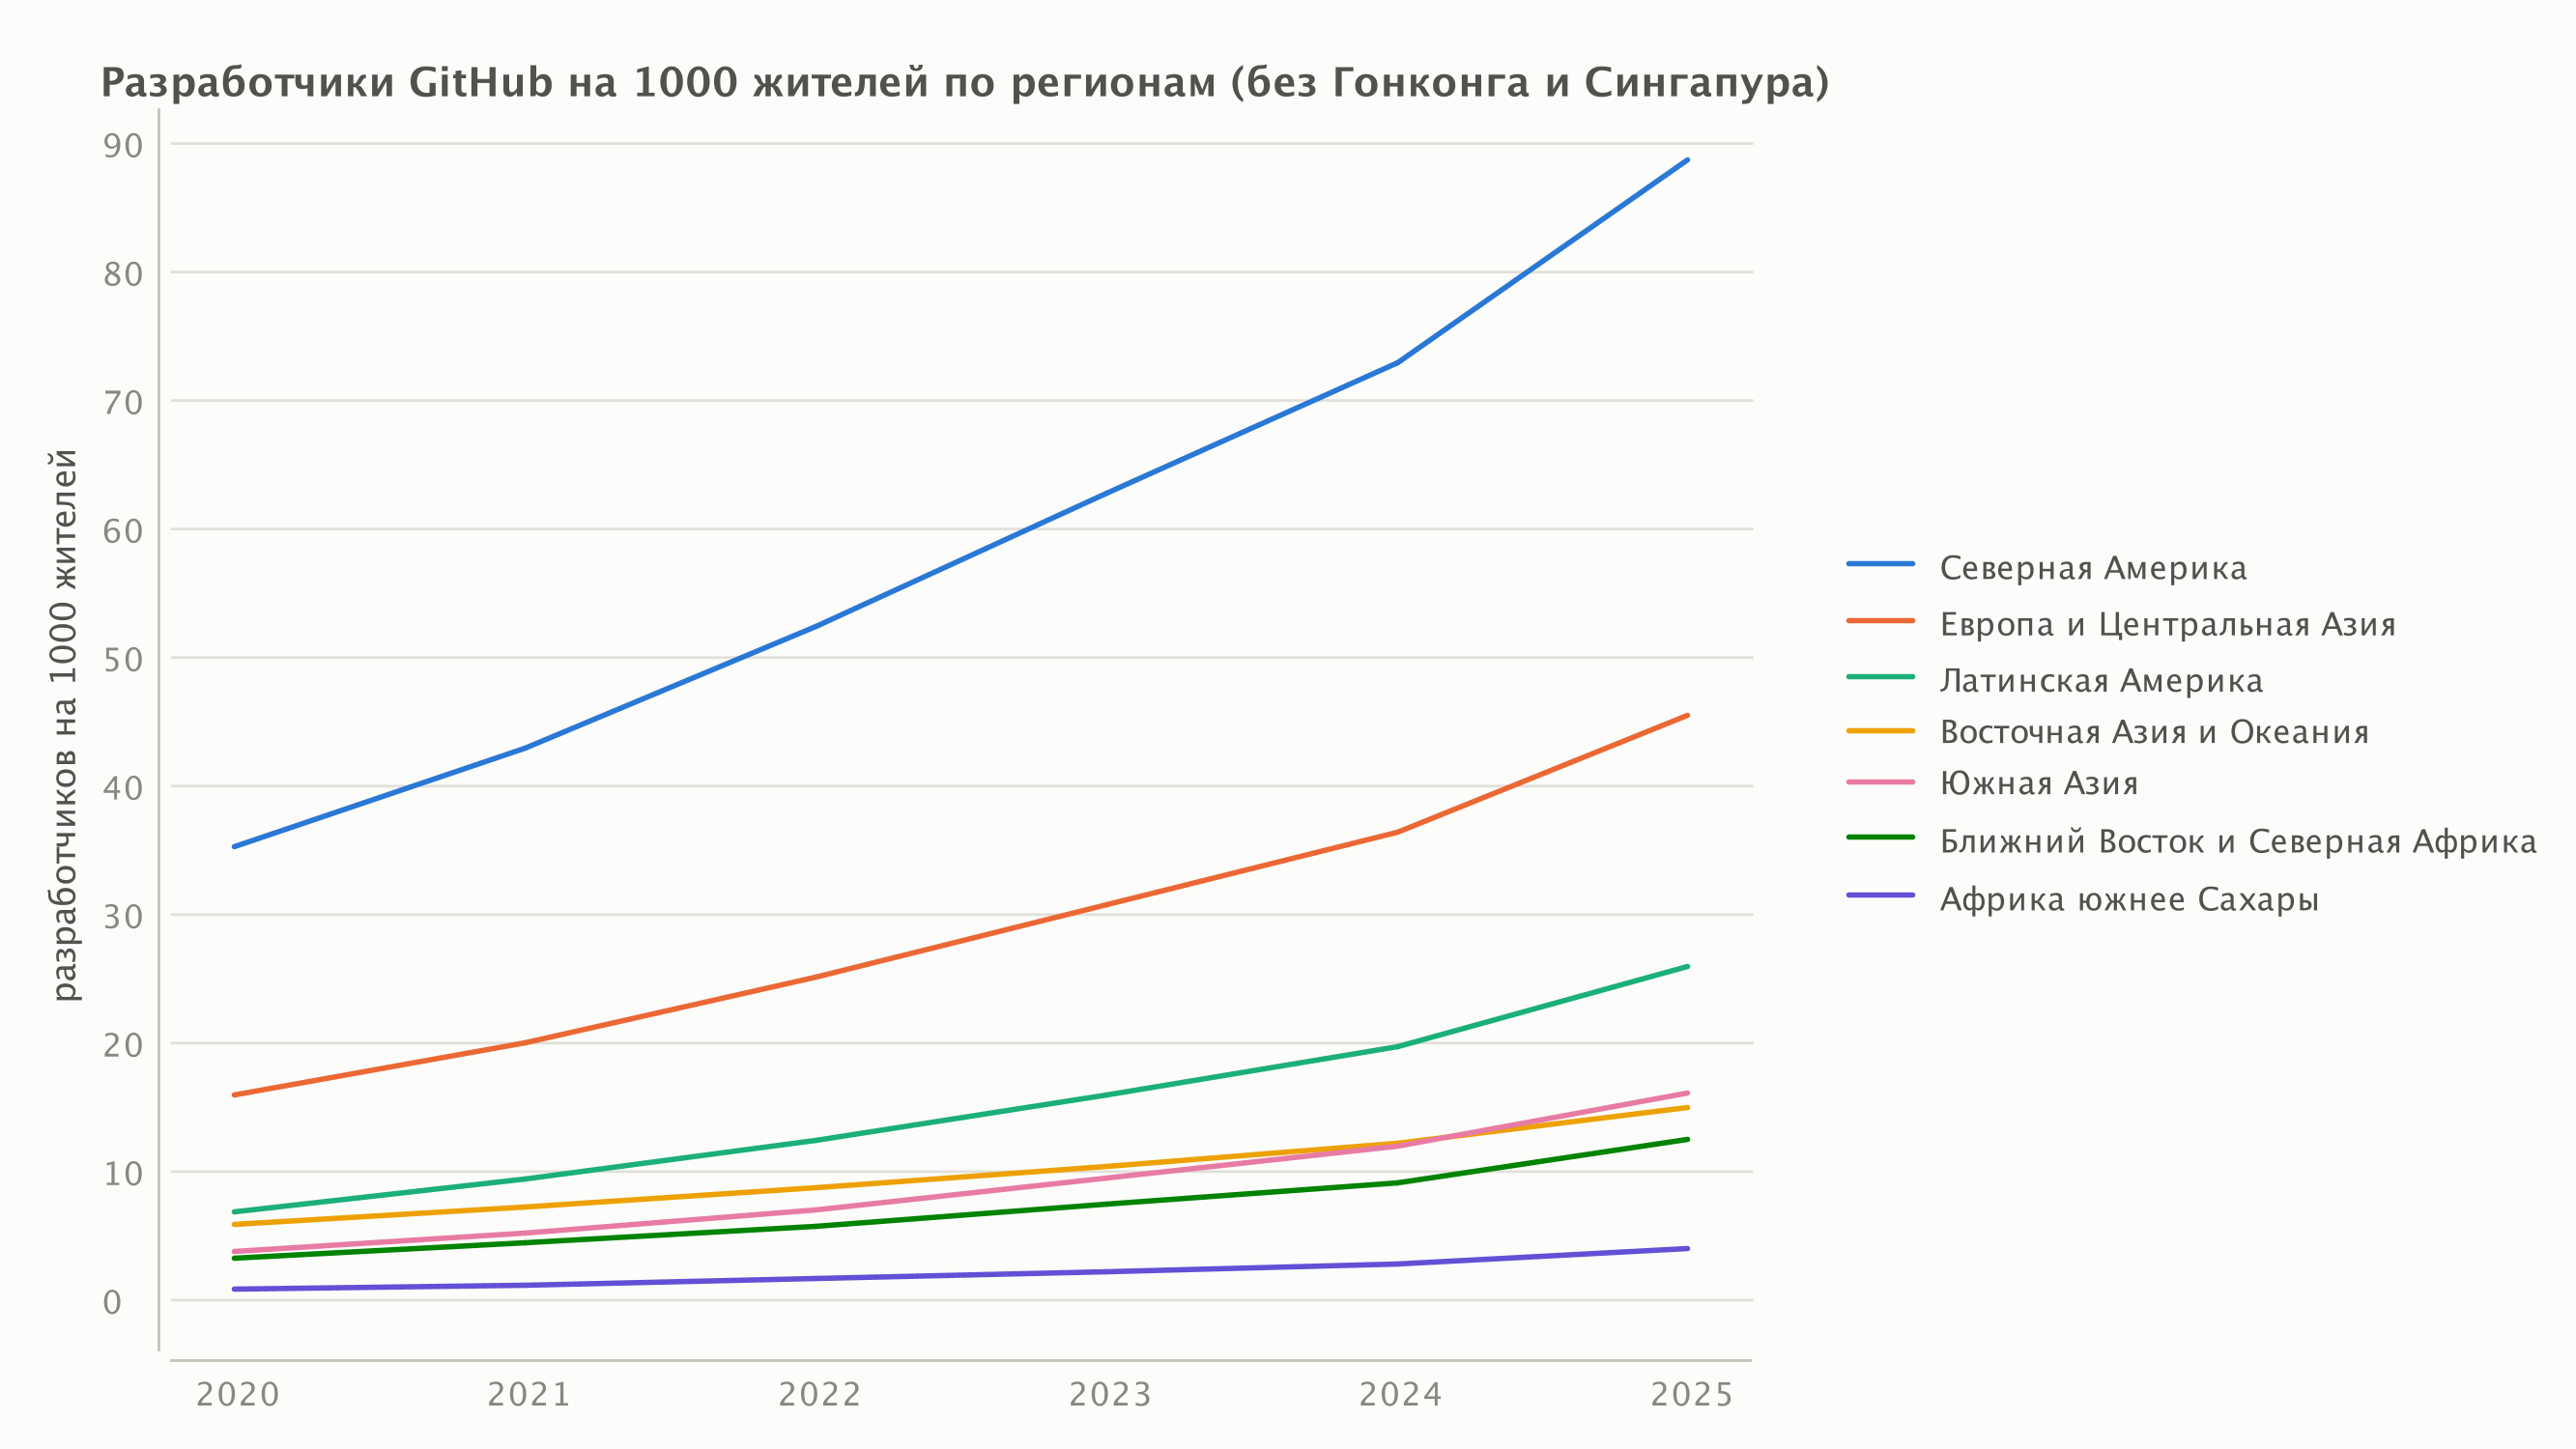 Разработчики GitHub на 1000 жителей по регионам (без Гонконга и Сингапура)
разработчиков на 1000 жителей
90
80
70
60
50
40
30
20
10
0
2020 2021 2022 2023 2024 2025
Северная Америка
Европа и Центральная Азия
Латинская Америка
Восточная Азия и Океания
Южная Азия
Ближний Восток и Северная Африка
Африка южнее Сахары